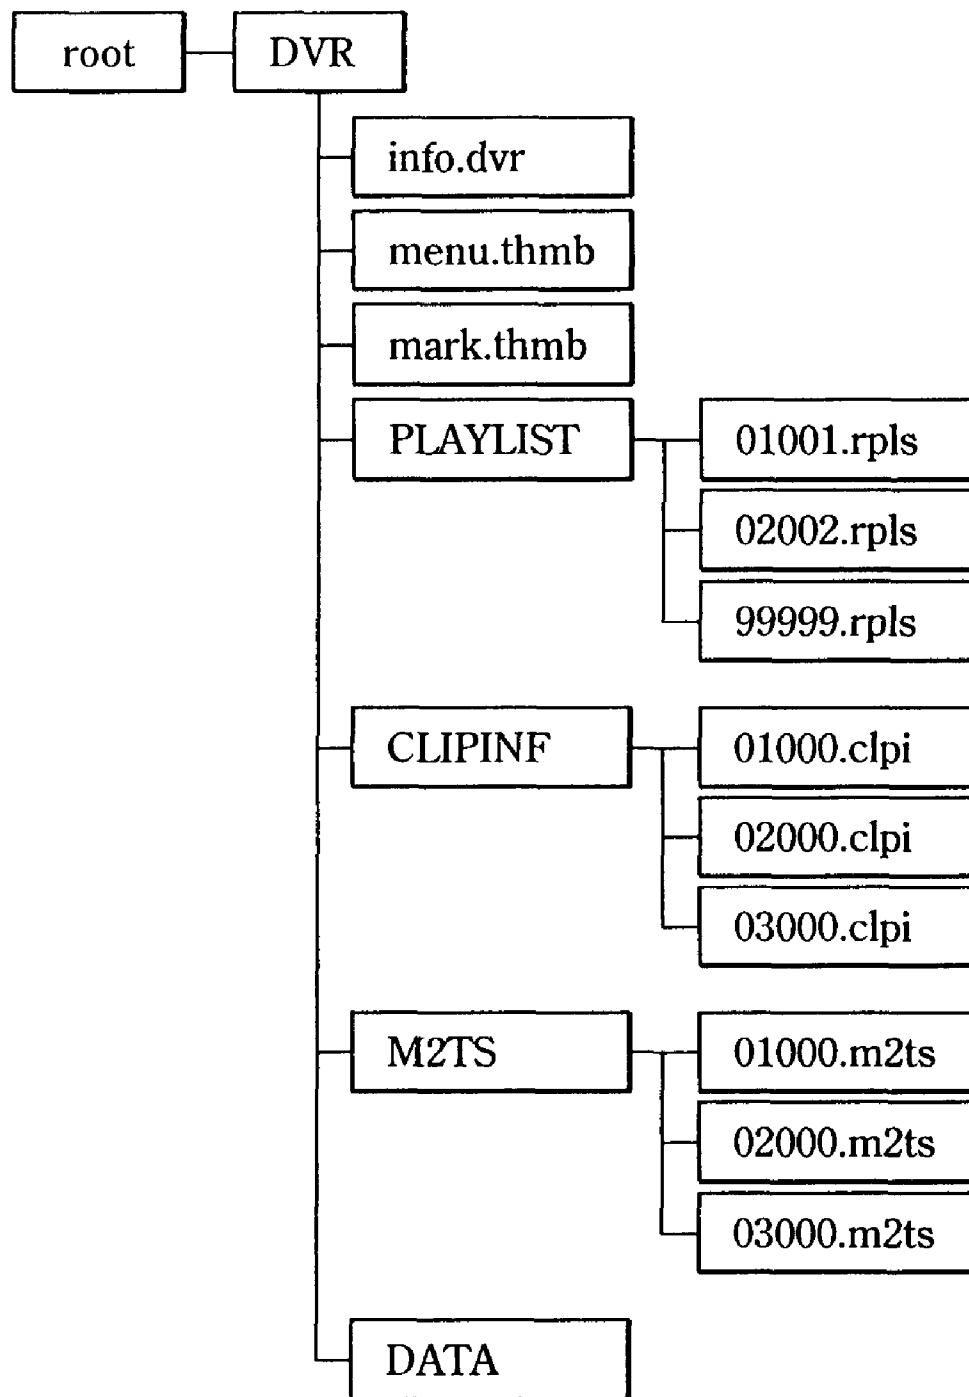 root
DVR
info.dvr
menu.thmb
mark.thmb
PLAYLIST
01001.rpls
02002.rpls
99999.rpls
CLIPINF
01000.clpi
02000.clpi
03000.clpi
M2TS
01000.m2ts
02000.m2ts
03000.m2ts
DATA